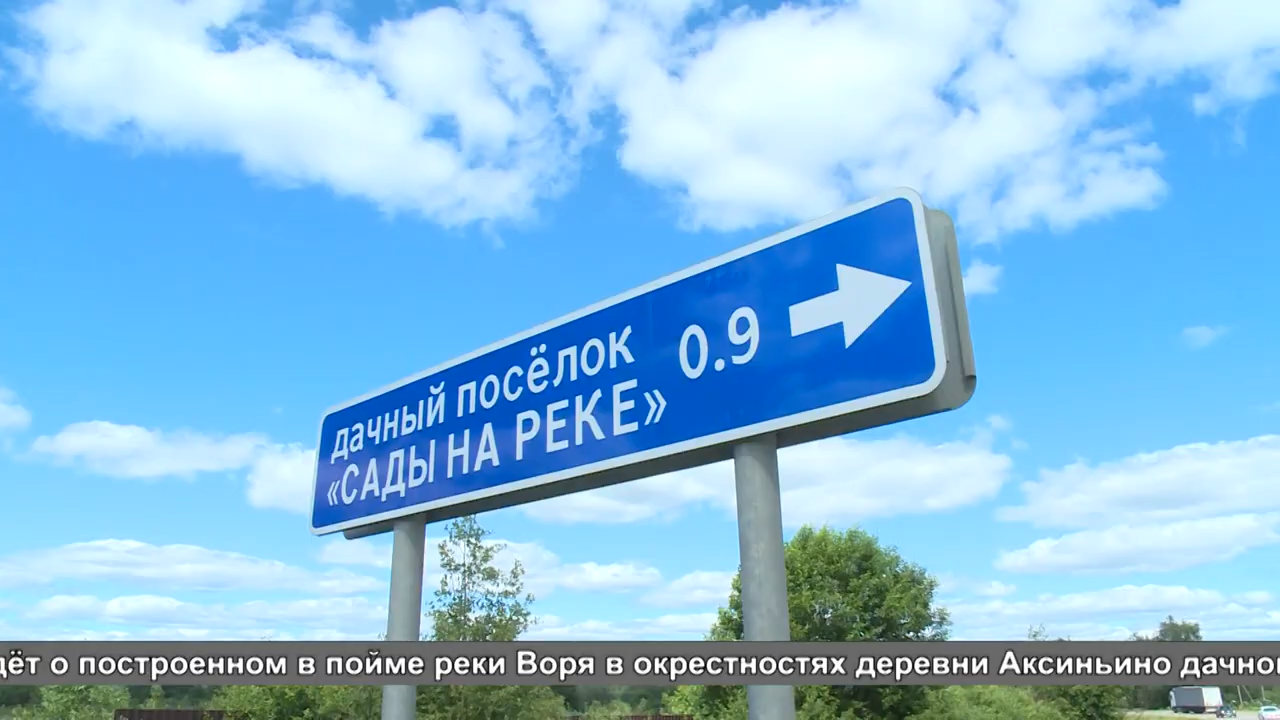 дачный посёлок
«САДЫ НА РЕКЕ»
0.9
о построенном в пойме реки Воря в окрестностях деревни Аксиньино